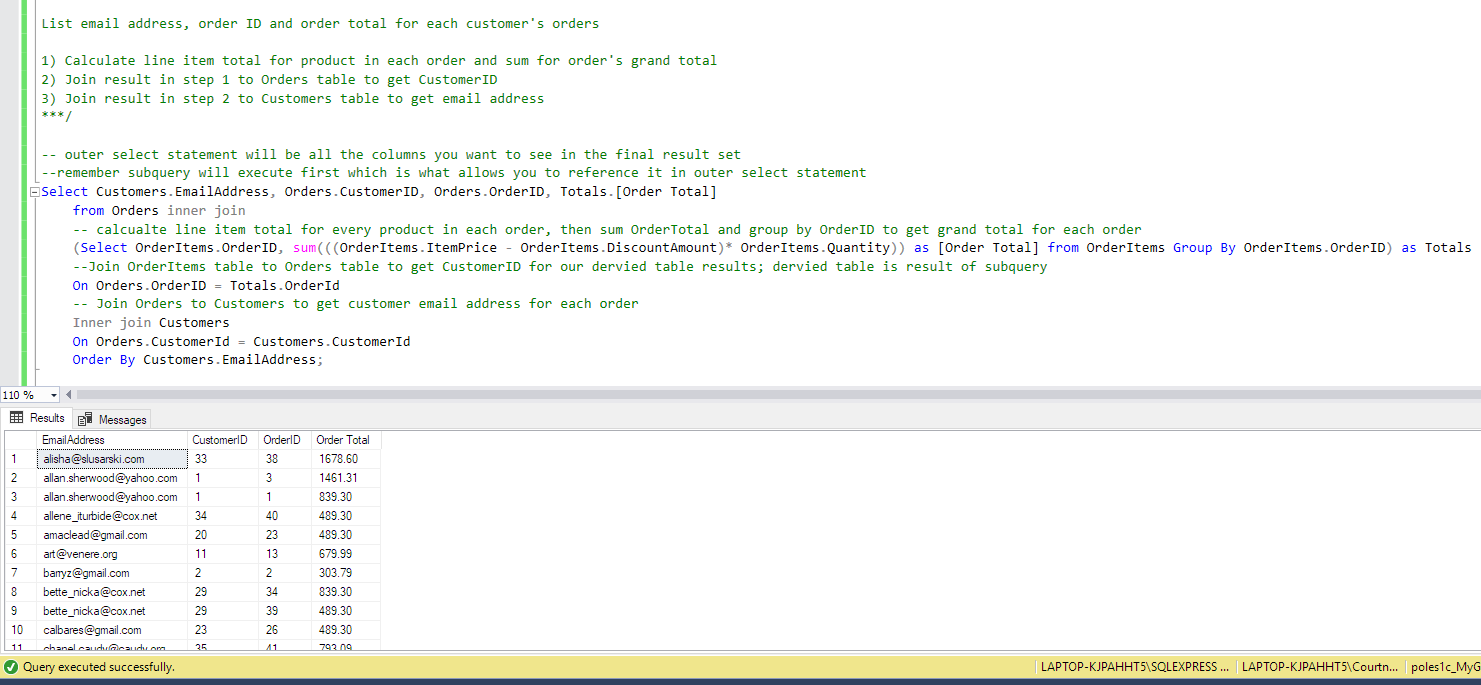 List email address, order ID and order total for each customer's orders
1) Calculate line item total for product in each order and sum for order's grand total
2) Join result in step 1 to Orders table to get CustomerID
3) Join result in step 2 to Customers table to get email address
***/
-- outer select statement will be all the columns you want to see in the final result set
--remember subquery will execute first which is what allows you to reference it in outer select statement
Select Customers.EmailAddress, Orders.CustomerID, Orders.OrderID, Totals.[Order Total]
from Orders inner join
-- calcualte line item total for every product in each order, then sum OrderTotal and group by OrderID to get grand total for each order
(Select OrderItems.OrderID, sum(((OrderItems.ItemPrice - OrderItems.DiscountAmount)* OrderItems.Quantity)) as [Order Total] from OrderItems Group By OrderItems.OrderID) as Totals
--Join OrderItems table to Orders table to get CustomerID for our dervied table results; dervied table is result of subquery
On Orders.OrderID = Totals.OrderId
-- Join Orders to Customers to get customer email address for each order
Inner join Customers
On Orders.CustomerId = Customers.CustomerId
Order By Customers.EmailAddress;
110 %
Results Messages
EmailAddress CustomerID OrderID Order Total
1 alisha@slusarski.com 33 38 1678.60
2 allan.sherwood@yahoo.com 1 3 1461.31
3 allan.sherwood@yahoo.com 1 1 839.30
4 allene_iturbide@cox.net 34 40 489.30
5 amaclead@gmail.com 20 23 489.30
6 art@venere.org 11 13 679.99
7 barryz@gmail.com 2 2 303.79
8 bette_nicka@cox.net 29 34 839.30
9 bette_nicka@cox.net 29 39 489.30
10 calbares@gmail.com 23 26 489.30
11 chanel.caudy@caudy.org 35 41 793.09
Query executed successfully. LAPTOP-KJPAHHT5\SQLEXPRESS ... LAPTOP-KJPAHHT5\Courtn... poles1c_MyG